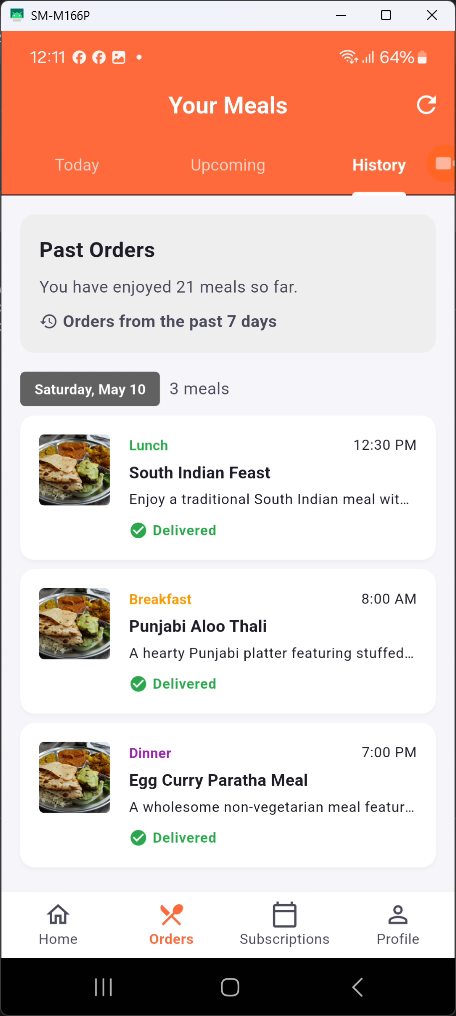 SM-M166P
12:11
64%
Your Meals
Today
Upcoming
History
Past Orders
You have enjoyed 21 meals so far.
Orders from the past 7 days
Saturday, May 10
3 meals
Lunch
12:30 PM
South Indian Feast
Enjoy a traditional South Indian meal wit...
Delivered
Breakfast
8:00 AM
Punjabi Aloo Thali
A hearty Punjabi platter featuring stuffed...
Delivered
Dinner
7:00 PM
Egg Curry Paratha Meal
A wholesome non-vegetarian meal featur...
Delivered
Home
Orders
Subscriptions
Profile